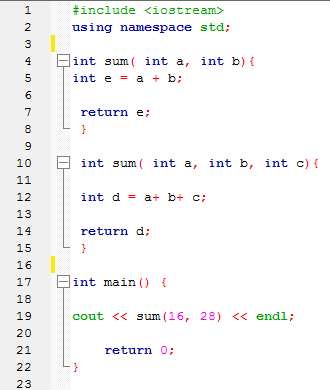 1 #include <iostream>
2 using namespace std;
3
4 int sum( int a, int b){
5 int e = a + b;
6
7 return e;
8 }
9
10 int sum( int a, int b, int c){
11
12 int d = a+ b+ c;
13
14 return d;
15 }
16
17 int main() {
18
19 cout << sum(16, 28) << endl;
20
21 return 0;
22 }
23